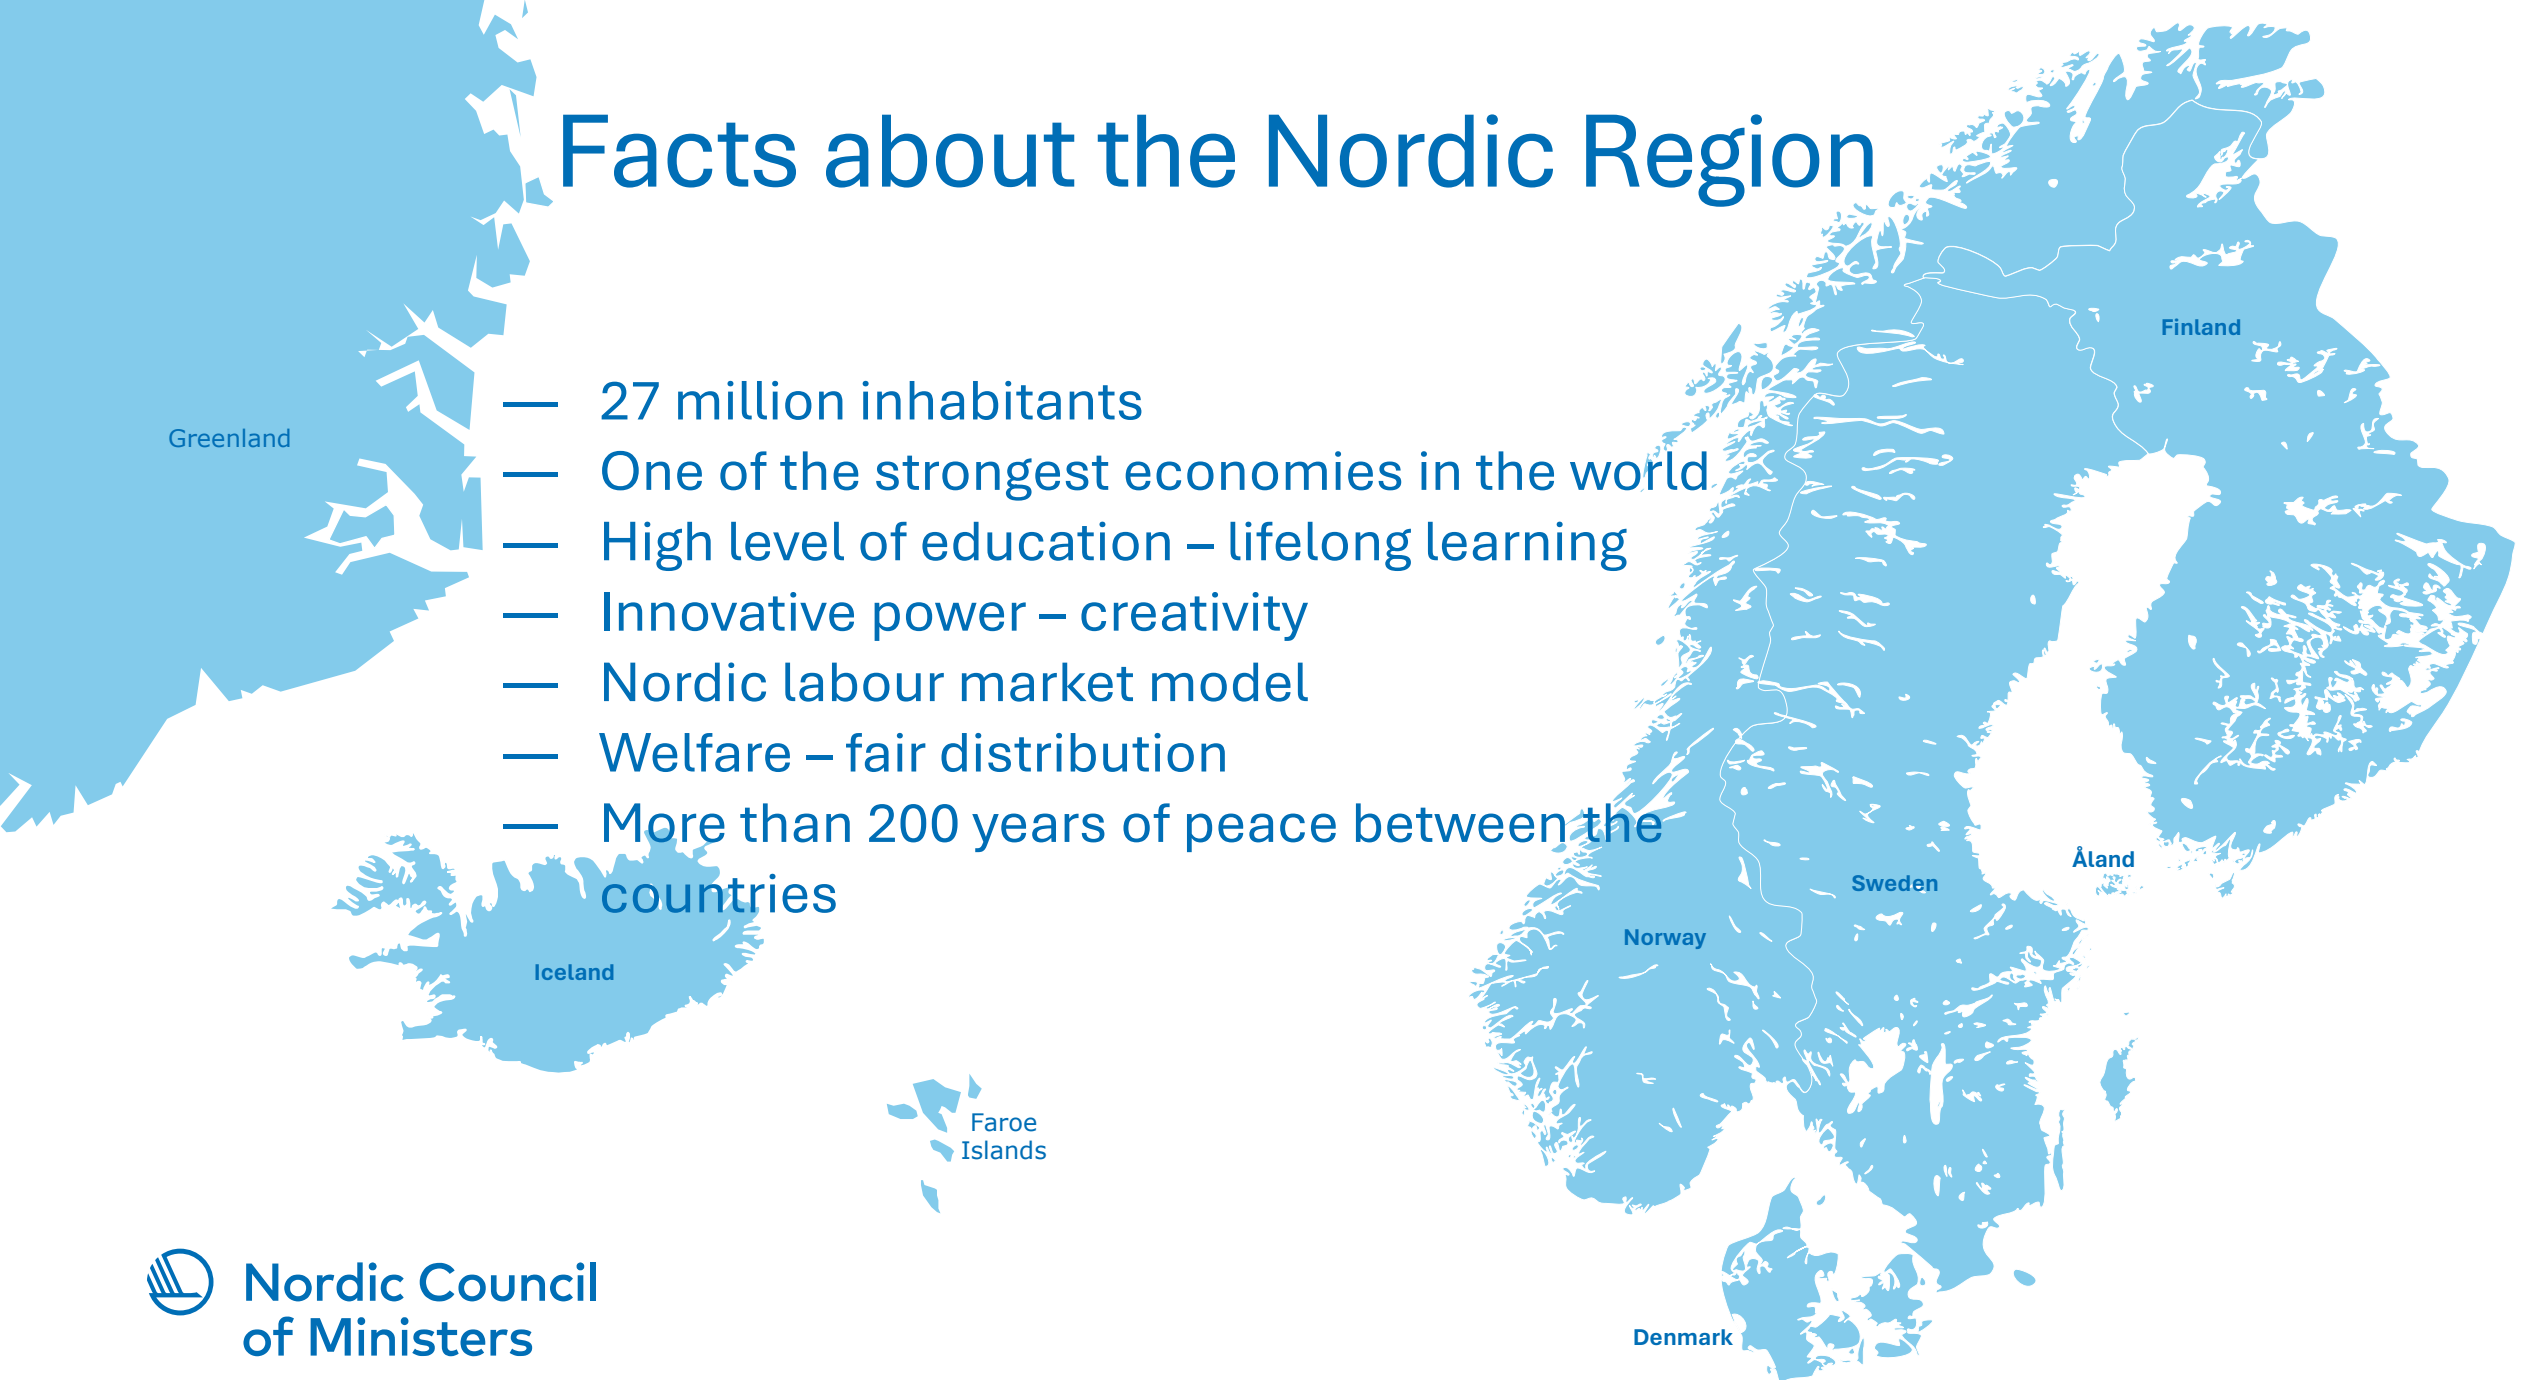 Facts about the Nordic Region
— 27 million inhabitants
— One of the strongest economies in the world
— High level of education – lifelong learning
— Innovative power – creativity
— Nordic labour market model
— Welfare – fair distribution
— More than 200 years of peace between the
countries
Greenland
Finland
Åland
Sweden
Norway
Iceland
Faroe
Islands
Denmark
Nordic Council
of Ministers